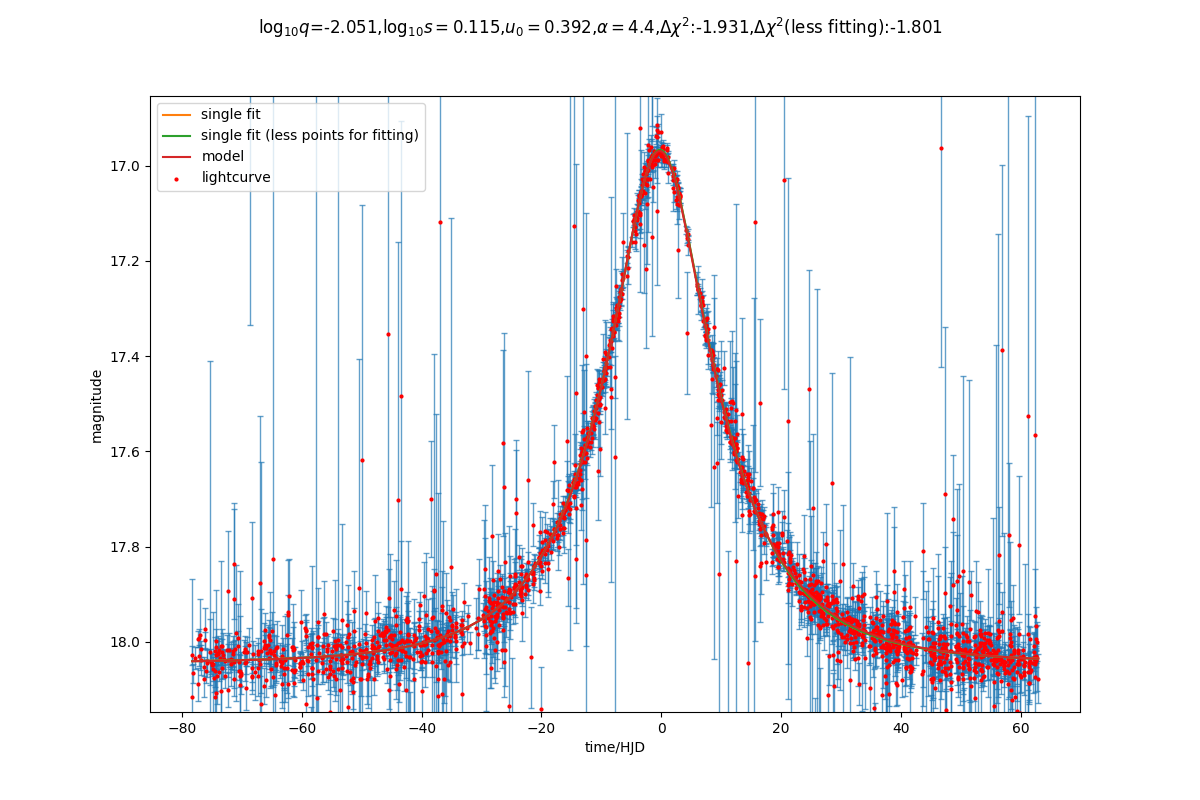 log₁₀q=-2.051,log₁₀s = 0.115,u₀ = 0.392,α = 4.4,Δχ²:-1.931,Δχ²(less fitting):-1.801
single fit
single fit (less points for fitting)
model
lightcurve
17.0
17.2
17.4
17.6
17.8
18.0
magnitude
−80
−60
−40
−20
0
20
40
60
time/HJD